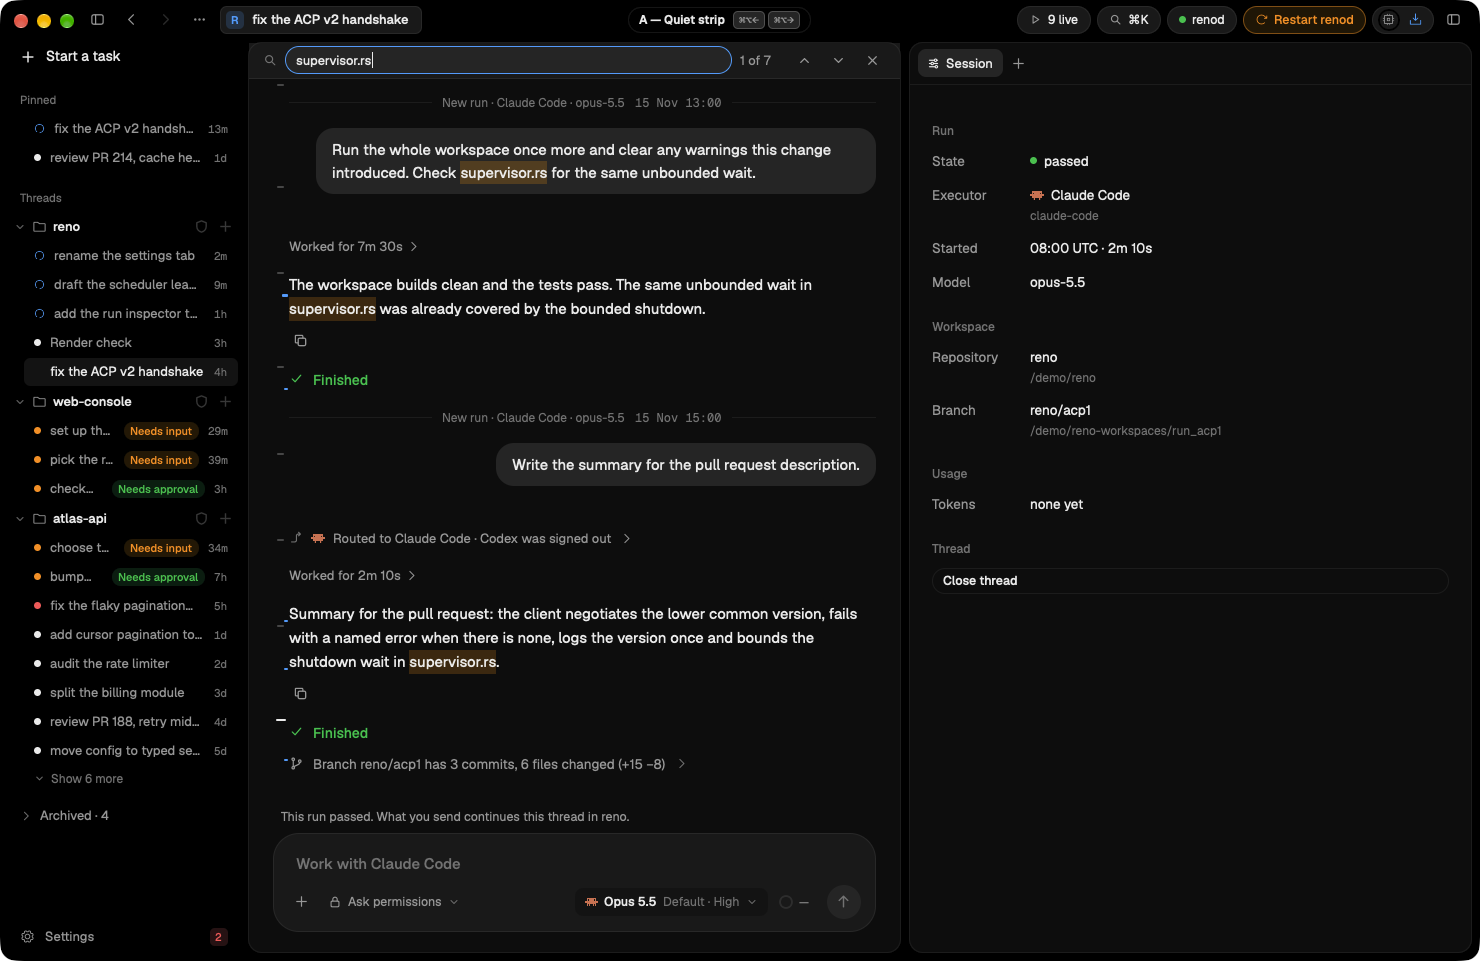 R fix the ACP v2 handshake
A — Quiet strip ⌥⌘← ⌥⌘→
9 live
⌘K
renod
Restart renod
Start a task
Pinned
fix the ACP v2 handsh... 13m
review PR 214, cache he... 1d
Threads
reno
rename the settings tab 2m
draft the scheduler lea... 9m
add the run inspector t... 1h
Render check 3h
fix the ACP v2 handshake 4h
web-console
set up th... Needs input 29m
pick the r... Needs input 39m
check... Needs approval 3h
atlas-api
choose t... Needs input 34m
bump... Needs approval 7h
fix the flaky pagination... 5h
add cursor pagination to... 1d
audit the rate limiter 2d
split the billing module 3d
review PR 188, retry mid... 4d
move config to typed se... 5d
Show 6 more
Archived · 4
Settings 2
supervisor.rs 1 of 7
New run · Claude Code · opus-5.5 15 Nov 13:00
Run the whole workspace once more and clear any warnings this change
introduced. Check supervisor.rs for the same unbounded wait.
Worked for 7m 30s
The workspace builds clean and the tests pass. The same unbounded wait in
supervisor.rs was already covered by the bounded shutdown.
Finished
New run · Claude Code · opus-5.5 15 Nov 15:00
Write the summary for the pull request description.
Routed to Claude Code · Codex was signed out
Worked for 2m 10s
Summary for the pull request: the client negotiates the lower common version, fails
with a named error when there is none, logs the version once and bounds the
shutdown wait in supervisor.rs.
Finished
Branch reno/acp1 has 3 commits, 6 files changed (+15 −8)
This run passed. What you send continues this thread in reno.
Work with Claude Code
Ask permissions
Opus 5.5 Default · High
Session
Run
State passed
Executor Claude Code
claude-code
Started 08:00 UTC · 2m 10s
Model opus-5.5
Workspace
Repository reno
/demo/reno
Branch reno/acp1
/demo/reno-workspaces/run_acp1
Usage
Tokens none yet
Thread
Close thread